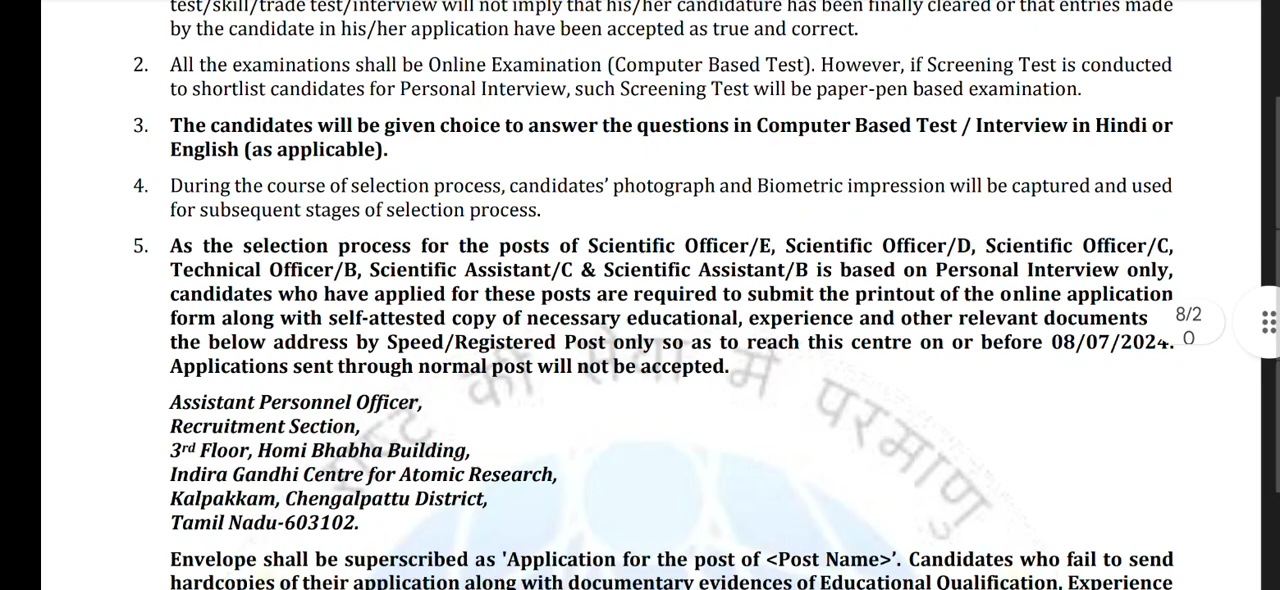 test/skill/trade test/interview will not imply that his/her candidature has been finally cleared or that entries made
by the candidate in his/her application have been accepted as true and correct.
2. All the examinations shall be Online Examination (Computer Based Test). However, if Screening Test is conducted
to shortlist candidates for Personal Interview, such Screening Test will be paper-pen based examination.
3. The candidates will be given choice to answer the questions in Computer Based Test / Interview in Hindi or
English (as applicable).
4. During the course of selection process, candidates’ photograph and Biometric impression will be captured and used
for subsequent stages of selection process.
5. As the selection process for the posts of Scientific Officer/E, Scientific Officer/D, Scientific Officer/C,
Technical Officer/B, Scientific Assistant/C & Scientific Assistant/B is based on Personal Interview only,
candidates who have applied for these posts are required to submit the printout of the online application
form along with self-attested copy of necessary educational, experience and other relevant documents
8/2
0
the below address by Speed/Registered Post only so as to reach this centre on or before 08/07/2024.
Applications sent through normal post will not be accepted.
की सेवा में परमाणु
Assistant Personnel Officer,
Recruitment Section,
3rd Floor, Homi Bhabha Building,
Indira Gandhi Centre for Atomic Research,
Kalpakkam, Chengalpattu District,
Tamil Nadu-603102.
Envelope shall be superscribed as 'Application for the post of <Post Name>’. Candidates who fail to send
hardcopies of their application along with documentary evidences of Educational Qualification, Experience